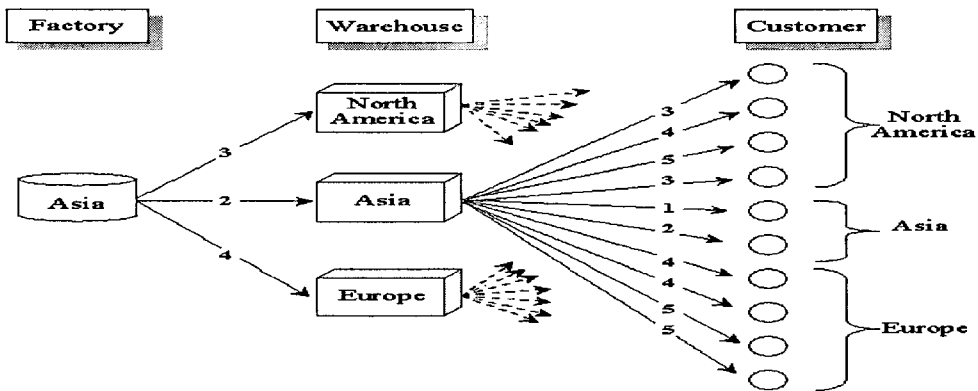 Factory
Warehouse
Customer
North
America
3
Asia
2
Asia
4
Europe
3
4
5
3
1
2
4
4
5
5
North
America
Asia
Europe